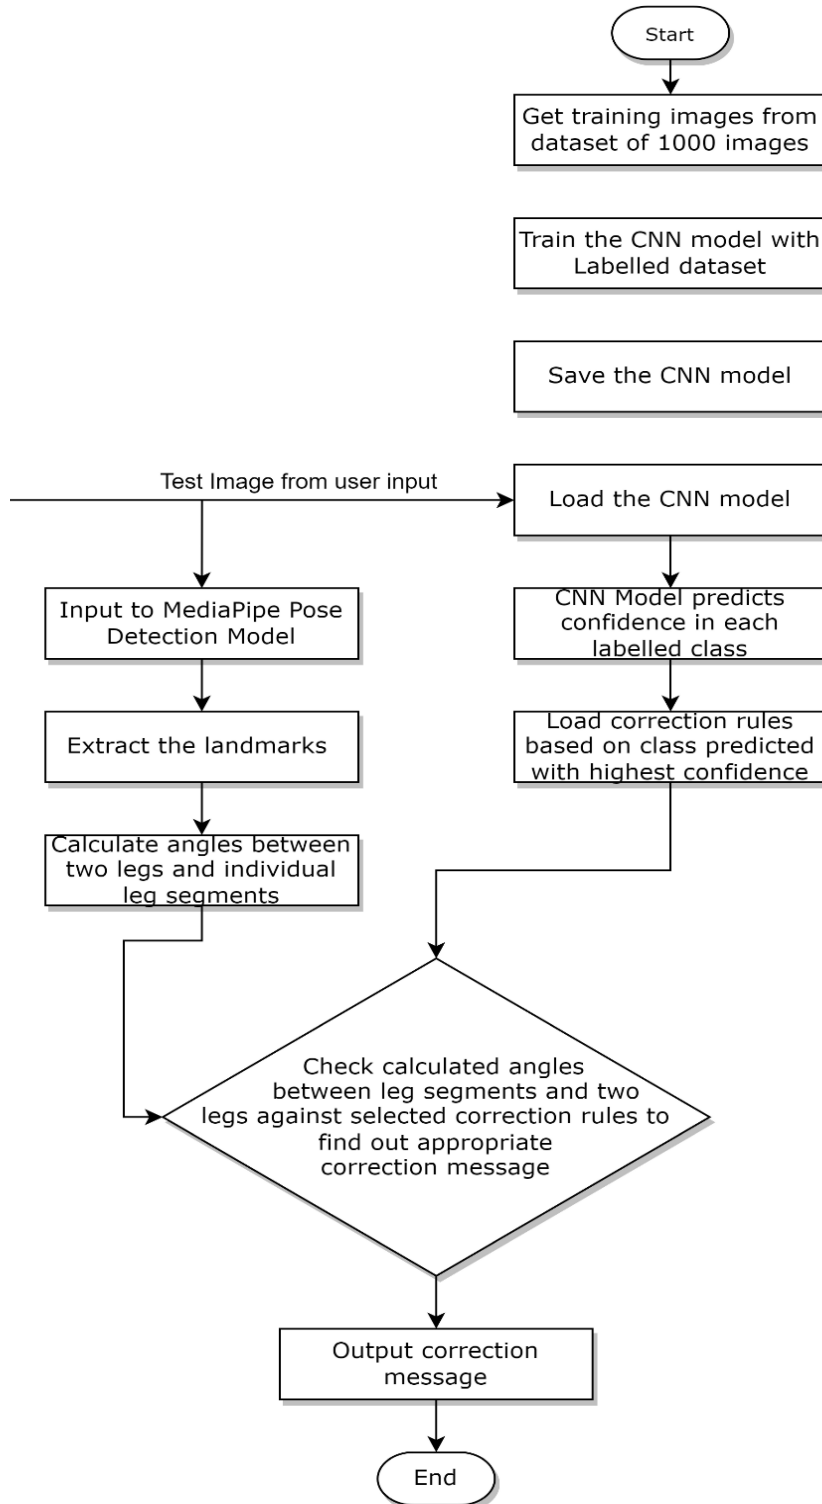 Start
Get training images from
dataset of 1000 images
Train the CNN model with
Labelled dataset
Save the CNN model
Test Image from user input
Load the CNN model
Input to MediaPipe Pose
Detection Model
CNN Model predicts
confidence in each
labelled class
Extract the landmarks
Load correction rules
based on class predicted
with highest confidence
Calculate angles between
two legs and individual
leg segments
Check calculated angles
between leg segments and two
legs against selected correction rules to
find out appropriate
correction message
Output correction
message
End